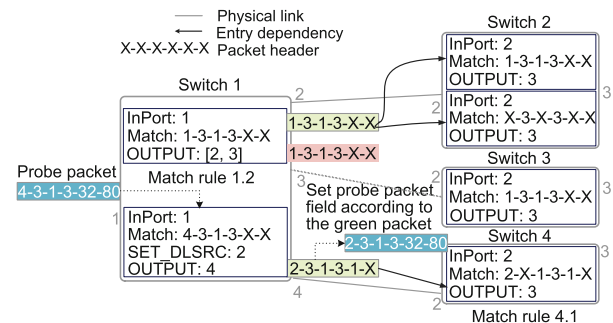 Physical link
Entry dependency
X-X-X-X-X-X Packet header
Switch 2
InPort: 2
Match: 1-3-1-3-X-X
OUTPUT: 3
InPort: 2
Match: X-3-X-3-X-X
OUTPUT: 3
2
3
Switch 1
2
InPort: 1
Match: 1-3-1-3-X-X
OUTPUT: [2, 3]
1-3-1-3-X-X
1-3-1-3-X-X
Match rule 1.2
3
Probe packet
4-3-1-3-32-80
1
InPort: 1
Match: 4-3-1-3-X-X
SET_DLSRC: 2
OUTPUT: 4
2-3-1-3-1-X
4
Set probe packet
field according to
the green packet
2-3-1-3-32-80
Switch 3
InPort: 2
Match: 1-3-1-3-X-X
OUTPUT: 3
2
3
Switch 4
InPort: 2
Match: 2-X-1-3-1-X
OUTPUT: 3
2
3
Match rule 4.1